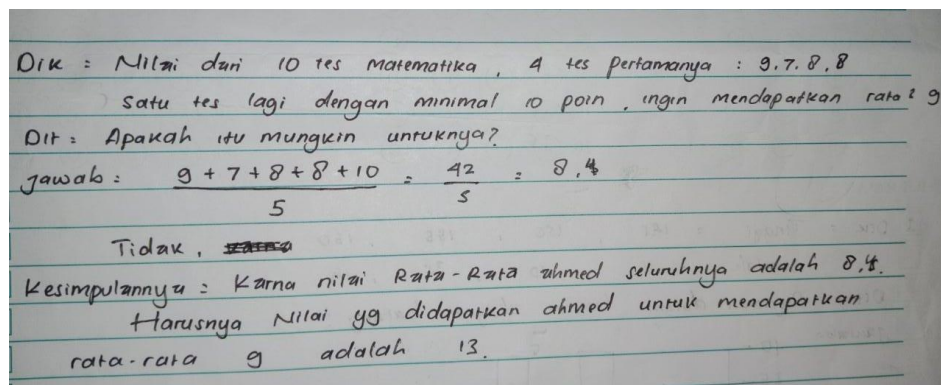 Dik : Nilai dari 10 tes matematika, 4 tes pertamanya : 9.7.8,8
Satu tes lagi dengan minimal 10 poin, ingin mendapatkan rata² 9
Dit : Apakah itu mungkin untuknya?
Jawab : 9 + 7 + 8 + 8 + 10 / 5 = 42 / 5 = 8,4
Tidak,
Kesimpulannya : Karna nilai Rata-Rata ahmed seluruhnya adalah 8,4.
Harusnya Nilai yg didapatkan ahmed untuk mendapatkan
rata-rata 9 adalah 13.